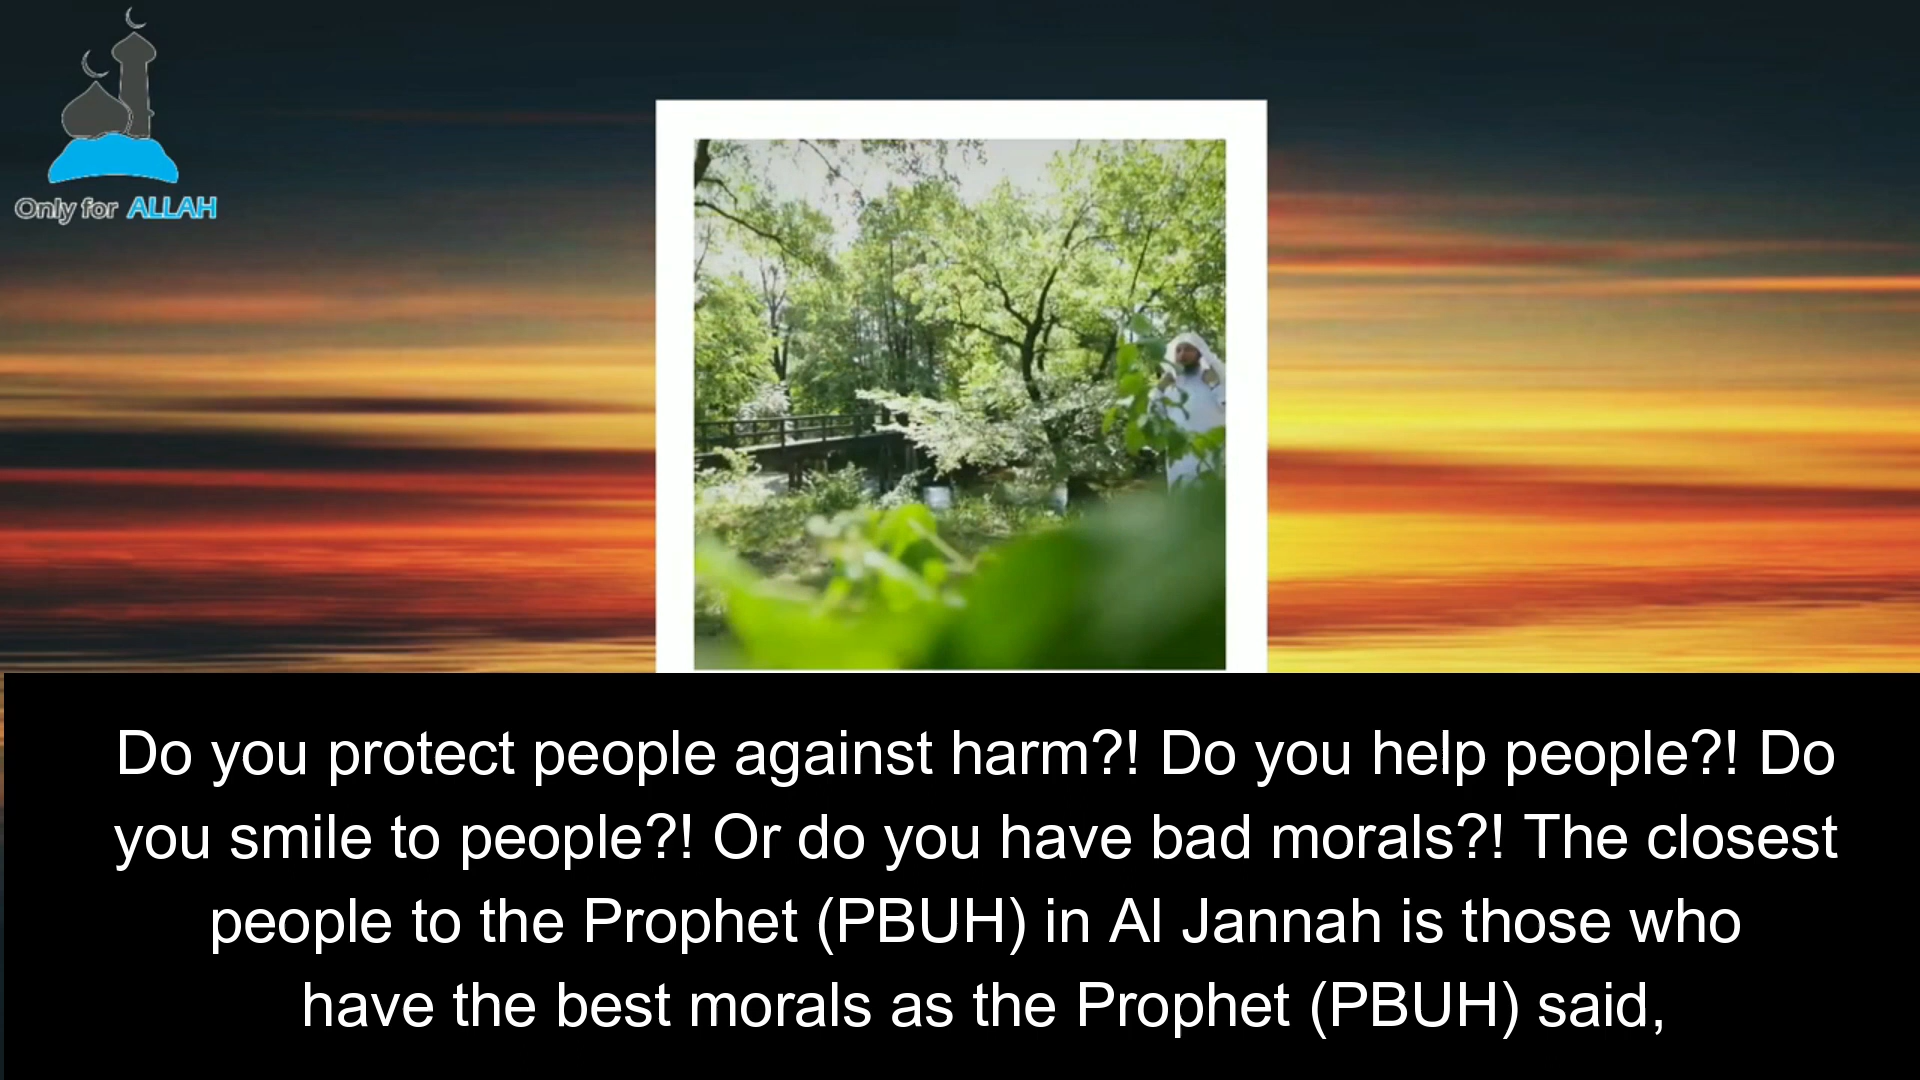 Only for ALLAH
Do you protect people against harm?! Do you help people?! Do
you smile to people?! Or do you have bad morals?! The closest
people to the Prophet (PBUH) in Al Jannah is those who
have the best morals as the Prophet (PBUH) said,